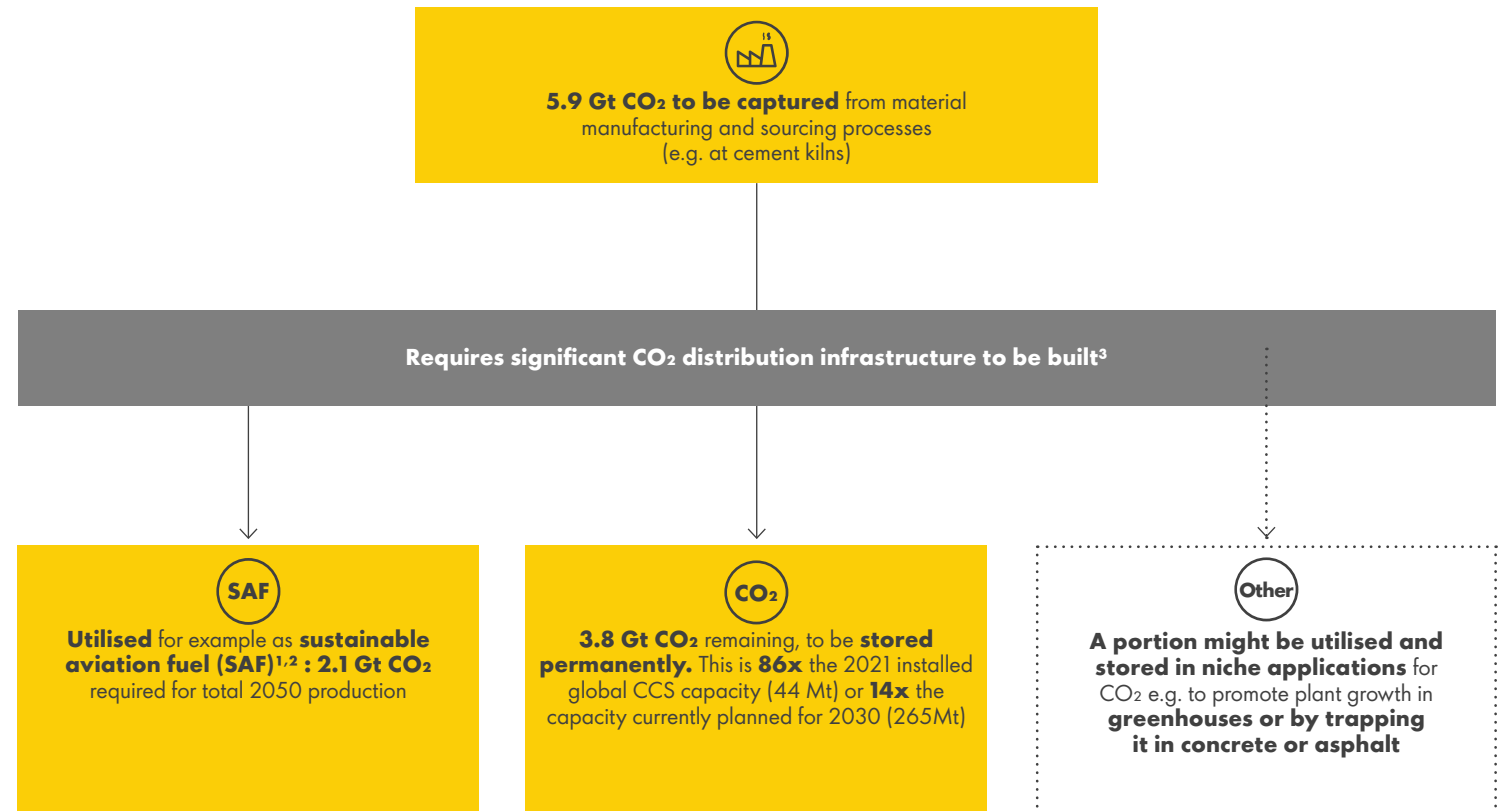 5.9 Gt CO₂ to be captured from material
manufacturing and sourcing processes
(e.g. at cement kilns)
Requires significant CO₂ distribution infrastructure to be built³
SAF
Utilised for example as sustainable
aviation fuel (SAF)¹,² : 2.1 Gt CO₂
required for total 2050 production
CO₂
3.8 Gt CO₂ remaining, to be stored
permanently. This is 86x the 2021 installed
global CCS capacity (44 Mt) or 14x the
capacity currently planned for 2030 (265Mt)
Other
A portion might be utilised and
stored in niche applications for
CO₂ e.g. to promote plant growth in
greenhouses or by trapping
it in concrete or asphalt